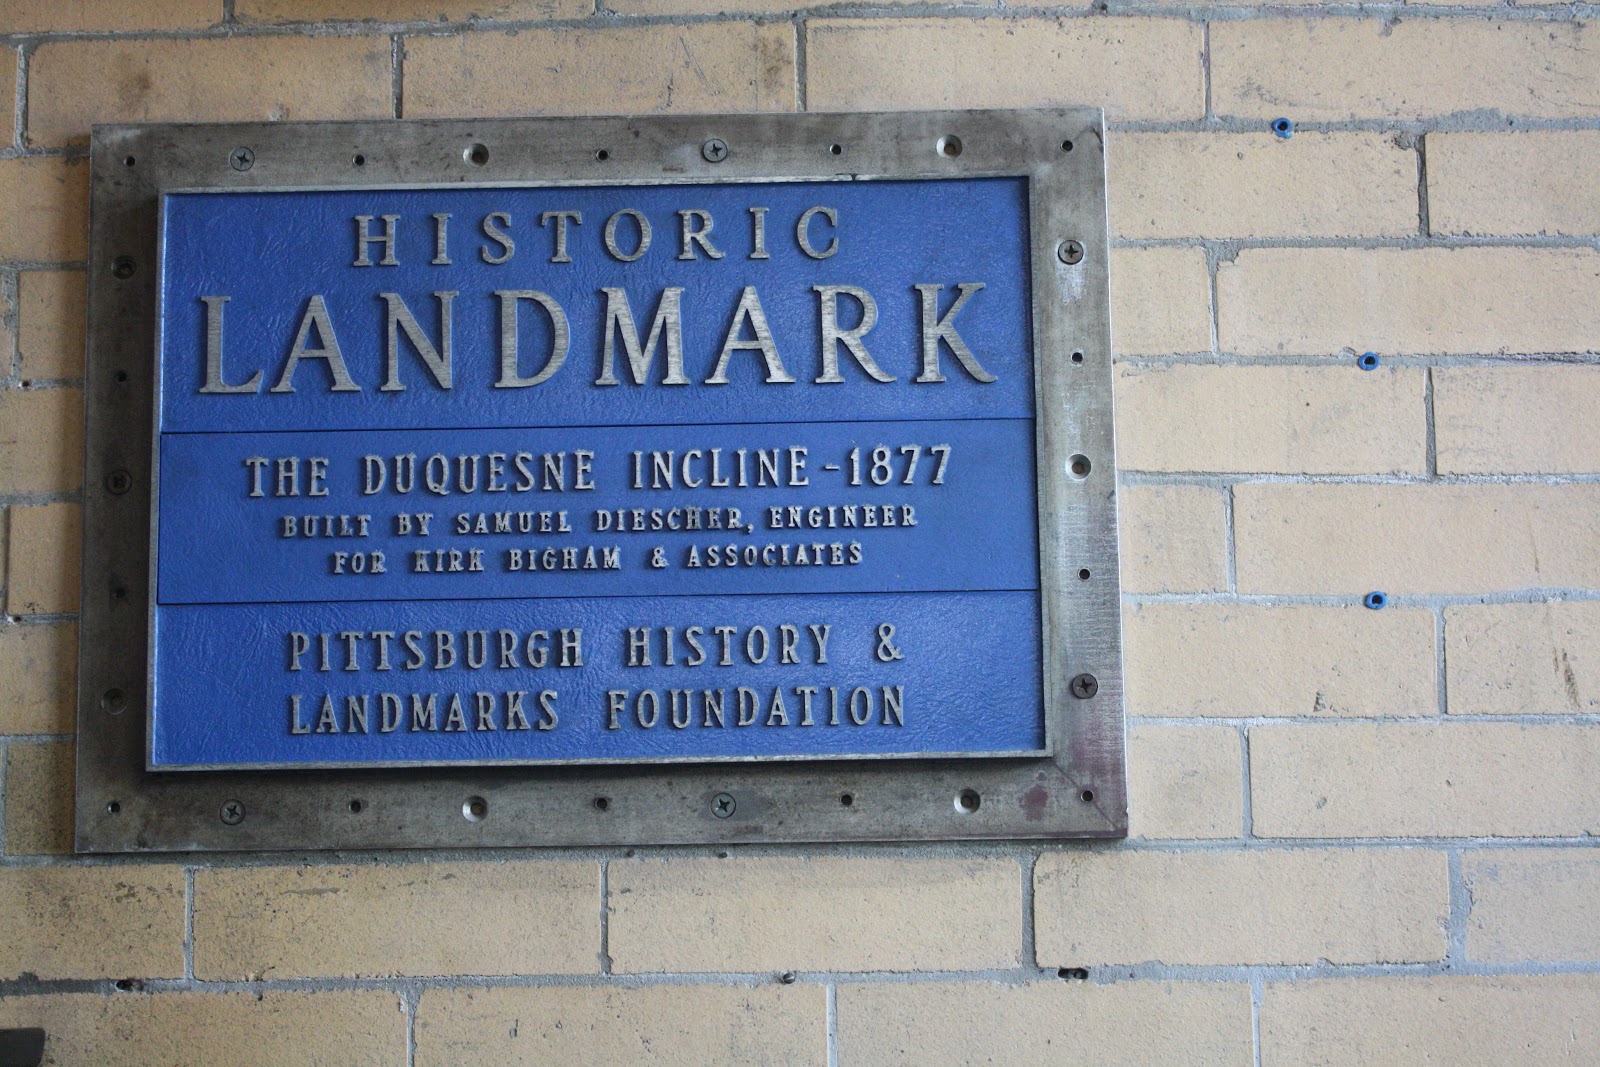 HISTORIC
LANDMARK
THE DUQUESNE INCLINE - 1877
BUILT BY SAMUEL DIESCHER, ENGINEER
FOR KIRK BIGHAM & ASSOCIATES
PITTSBURGH HISTORY &
LANDMARKS FOUNDATION